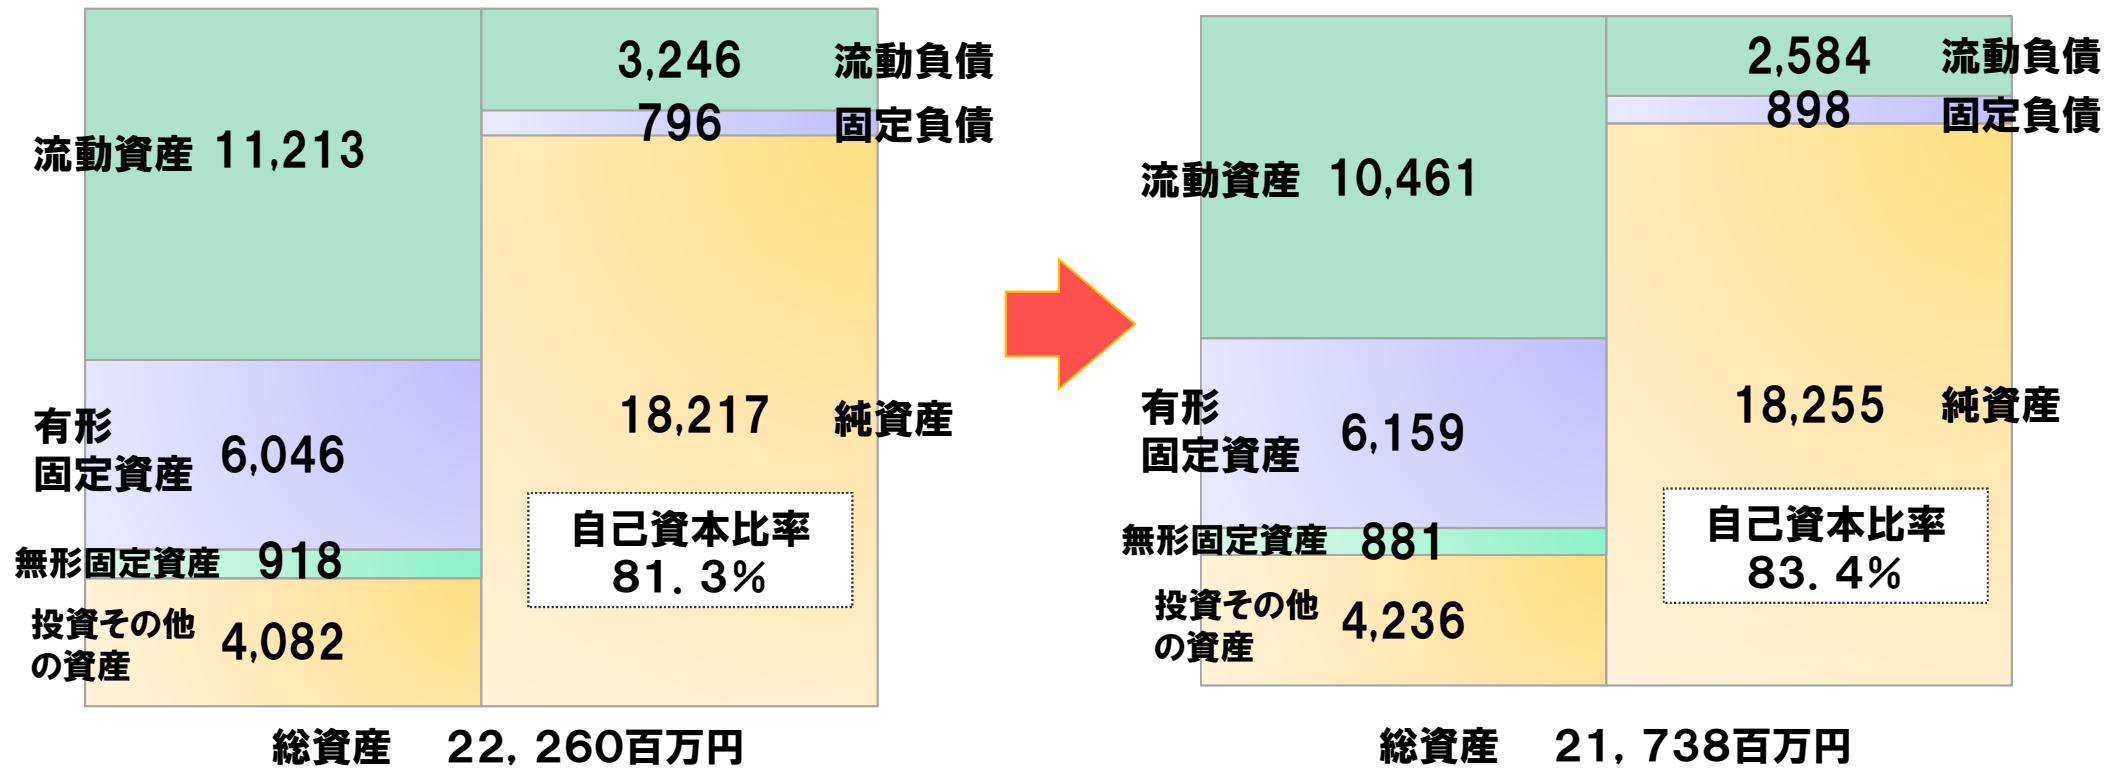 3,246 流動負債
796 固定負債
流動資産 11,213
有形
固定資産 6,046
18,217 純資産
自己資本比率
81．3％
無形固定資産 918
投資その他
の資産 4,082
総資産 22，260百万円
2,584 流動負債
898 固定負債
流動資産 10,461
有形
固定資産 6,159
18,255 純資産
自己資本比率
83．4％
無形固定資産 881
投資その他
の資産 4,236
総資産 21，738百万円